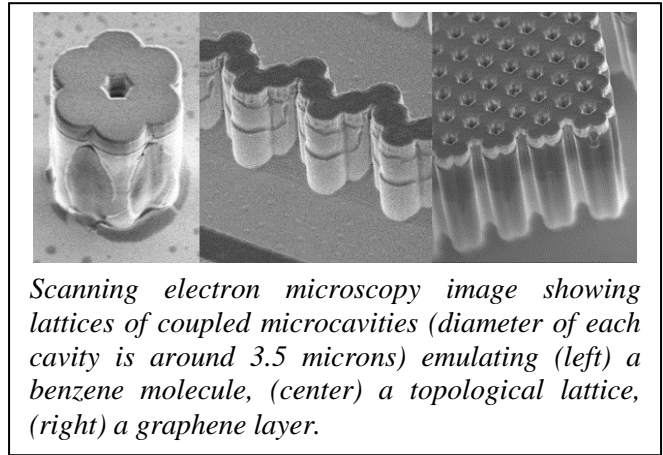 Scanning electron microscopy image showing
lattices of coupled microcavities (diameter of each
cavity is around 3.5 microns) emulating (left) a
benzene molecule, (center) a topological lattice,
(right) a graphene layer.